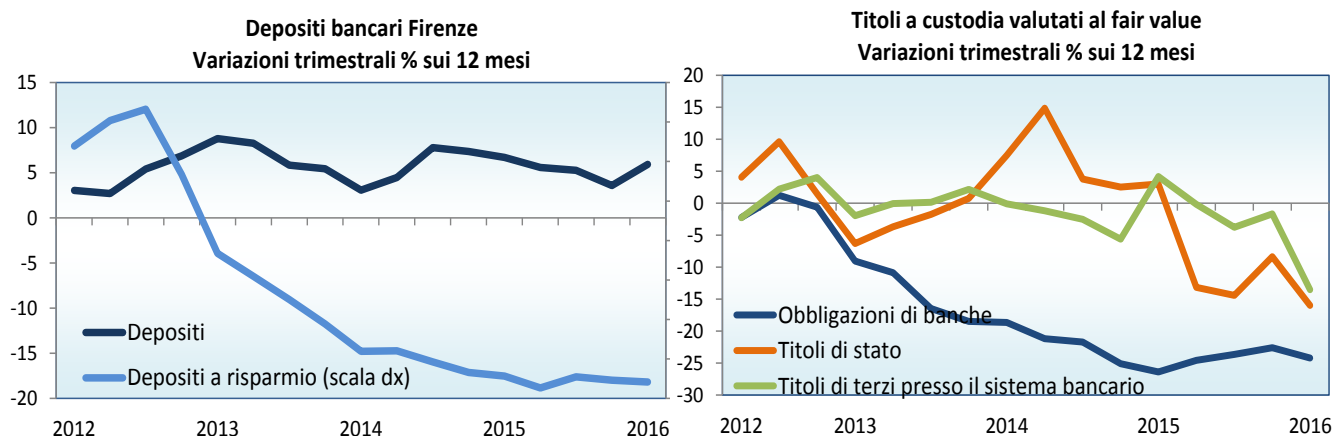 Depositi bancari Firenze
Variazioni trimestrali % sui 12 mesi
15
10
5
0
-5
-10
-15
-20
Depositi
Depositi a risparmio (scala dx)
2012 2013 2014 2015 2016
Titoli a custodia valutati al fair value
Variazioni trimestrali % sui 12 mesi
20
15
10
5
0
-5
-10
-15
-20
-25
-30
Obbligazioni di banche
Titoli di stato
Titoli di terzi presso il sistema bancario
2012 2013 2014 2015 2016